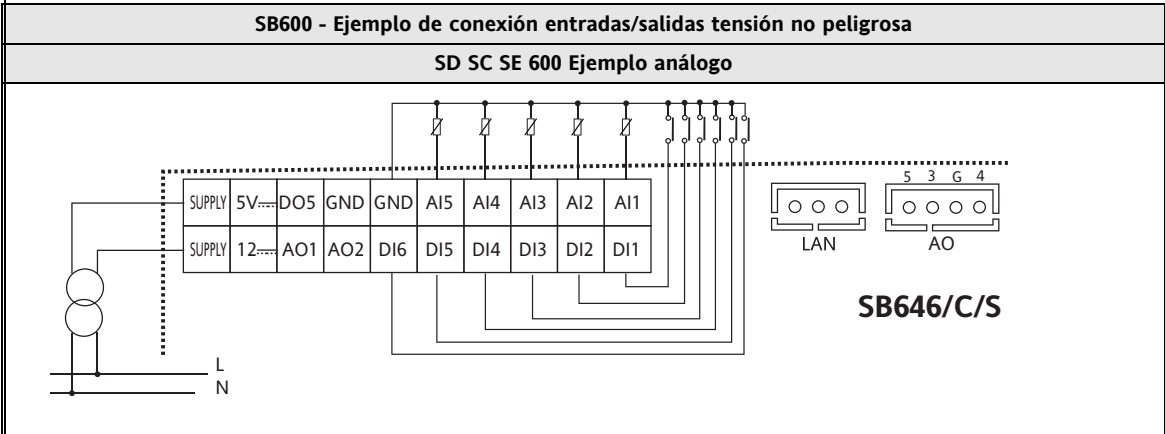 SB600 - Ejemplo de conexión entradas/salidas tensión no peligrosa
SD SC SE 600 Ejemplo análogo
5 3 G 4
SUPPLY 5V⎓ DO5 GND GND AI5 AI4 AI3 AI2 AI1
SUPPLY 12⎓ AO1 AO2 DI6 DI5 DI4 DI3 DI2 DI1
LAN AO
SB646/C/S
L
N